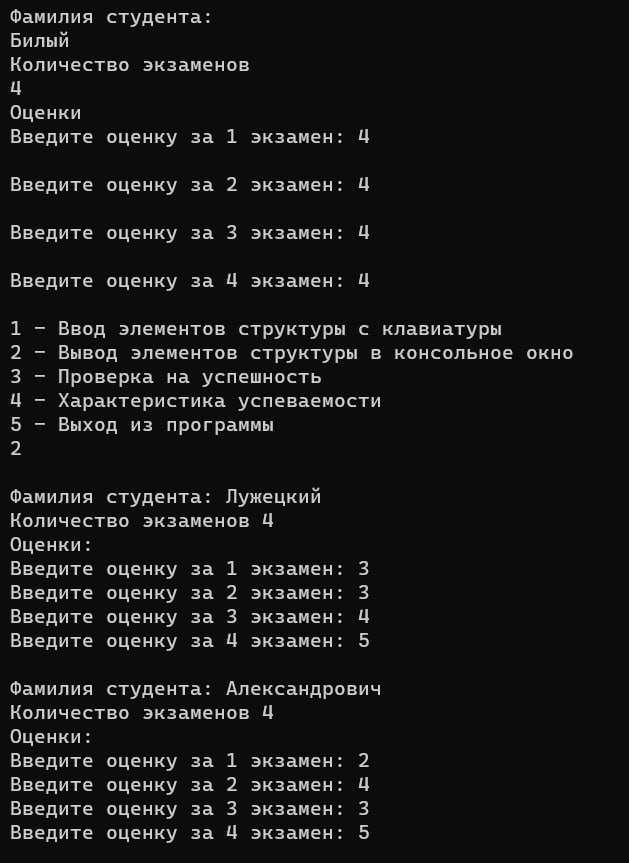 Фамилия студента:
Билый
Количество экзаменов
4
Оценки
Введите оценку за 1 экзамен: 4
Введите оценку за 2 экзамен: 4
Введите оценку за 3 экзамен: 4
Введите оценку за 4 экзамен: 4
1 - Ввод элементов структуры с клавиатуры
2 - Вывод элементов структуры в консольное окно
3 - Проверка на успешность
4 - Характеристика успеваемости
5 - Выход из программы
2
Фамилия студента: Лужецкий
Количество экзаменов 4
Оценки:
Введите оценку за 1 экзамен: 3
Введите оценку за 2 экзамен: 3
Введите оценку за 3 экзамен: 4
Введите оценку за 4 экзамен: 5
Фамилия студента: Александрович
Количество экзаменов 4
Оценки:
Введите оценку за 1 экзамен: 2
Введите оценку за 2 экзамен: 4
Введите оценку за 3 экзамен: 3
Введите оценку за 4 экзамен: 5